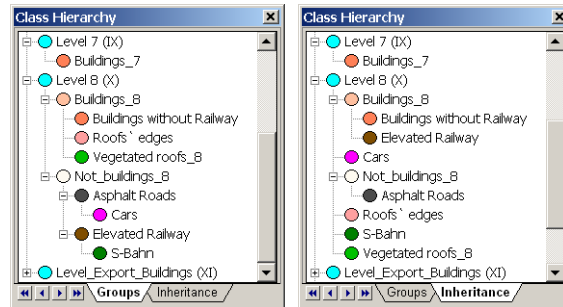 Class Hierarchy
Level 7 (IX)
Buildings_7
Level 8 (X)
Buildings_8
Buildings without Railway
Roofs` edges
Vegetated roofs_8
Not_buildings_8
Asphalt Roads
Cars
Elevated Railway
S-Bahn
Level_Export_Buildings (XI)
Groups
Inheritance
Class Hierarchy
Level 7 (IX)
Buildings_7
Level 8 (X)
Buildings_8
Buildings without Railway
Elevated Railway
Cars
Not_buildings_8
Asphalt Roads
Roofs` edges
S-Bahn
Vegetated roofs_8
Level_Export_Buildings (XI)
Groups
Inheritance